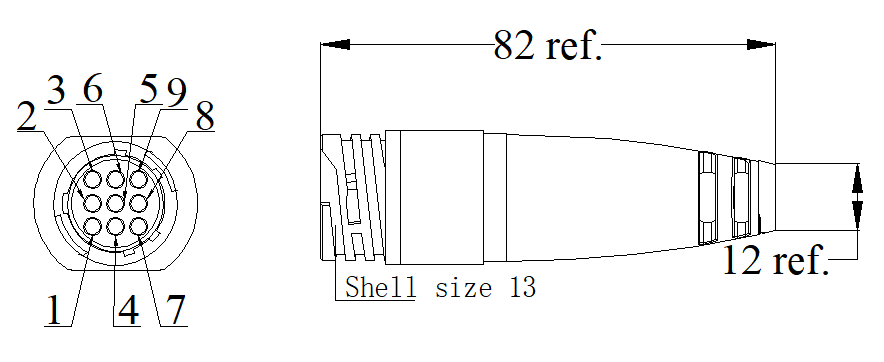 82 ref.
3 6 5 9
2 8
12 ref.
Shell size 13
1 4 7